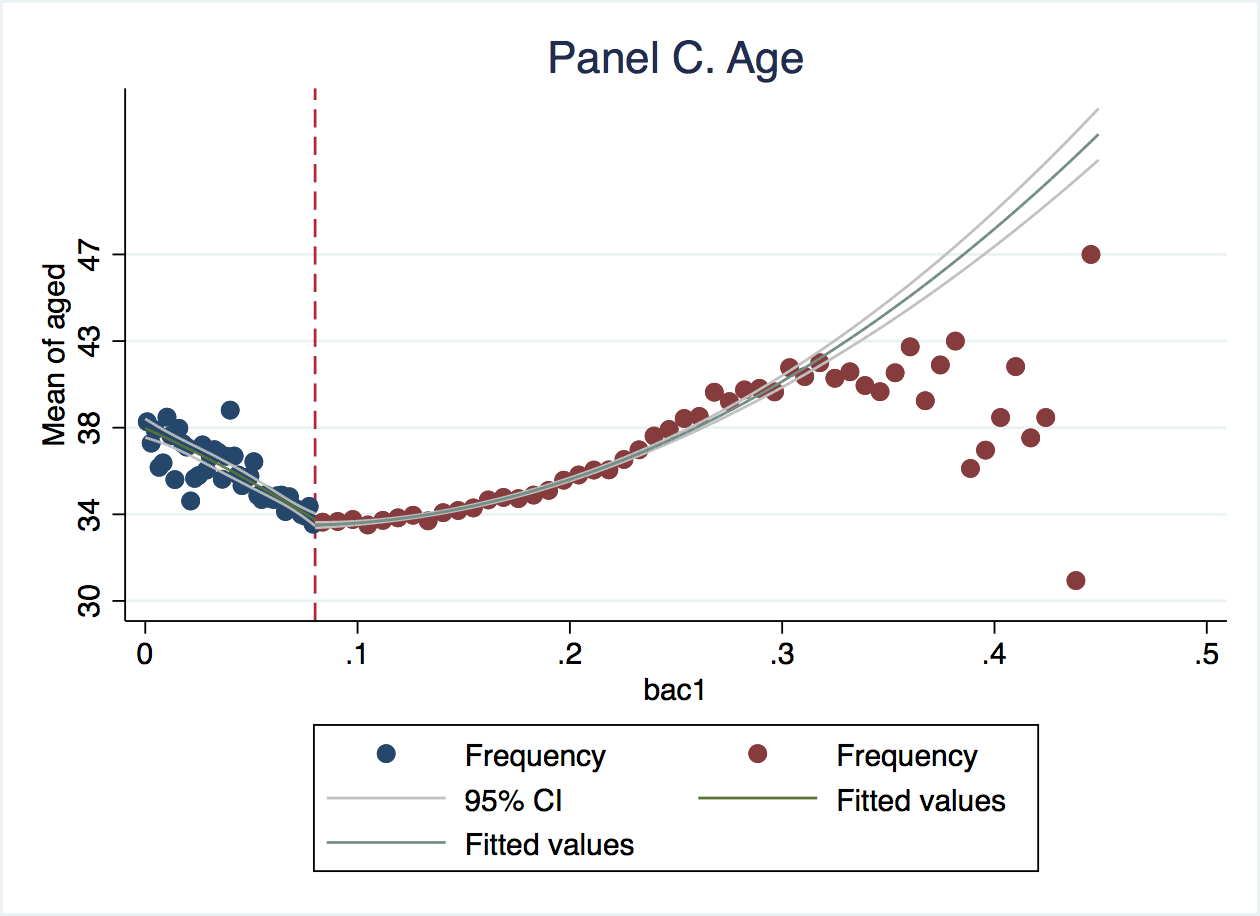 Panel C. Age
Mean of aged
47
43
38
34
30
0 .1 .2 .3 .4 .5
bac1
Frequency Frequency
95% CI Fitted values
Fitted values